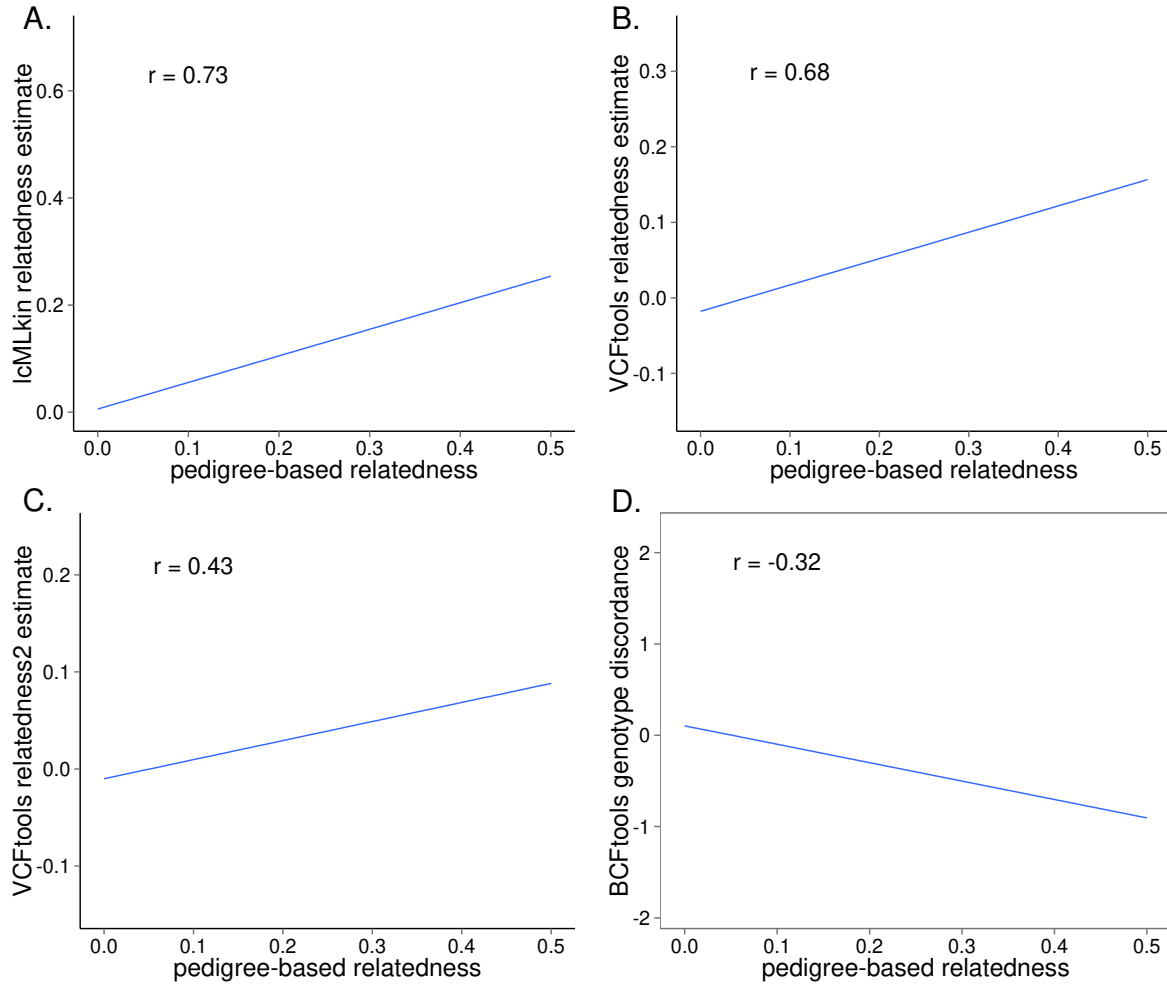 A.
r = 0.73
lcMLkin relatedness estimate
0.6
0.4
0.2
0.0
0.0 0.1 0.2 0.3 0.4 0.5
pedigree-based relatedness
B.
r = 0.68
VCFtools relatedness estimate
0.3
0.2
0.1
0.0
-0.1
0.0 0.1 0.2 0.3 0.4 0.5
pedigree-based relatedness
C.
r = 0.43
VCFtools relatedness2 estimate
0.2
0.1
0.0
-0.1
0.0 0.1 0.2 0.3 0.4 0.5
pedigree-based relatedness
D.
r = -0.32
BCFtools genotype discordance
2
1
0
-1
-2
0.0 0.1 0.2 0.3 0.4 0.5
pedigree-based relatedness